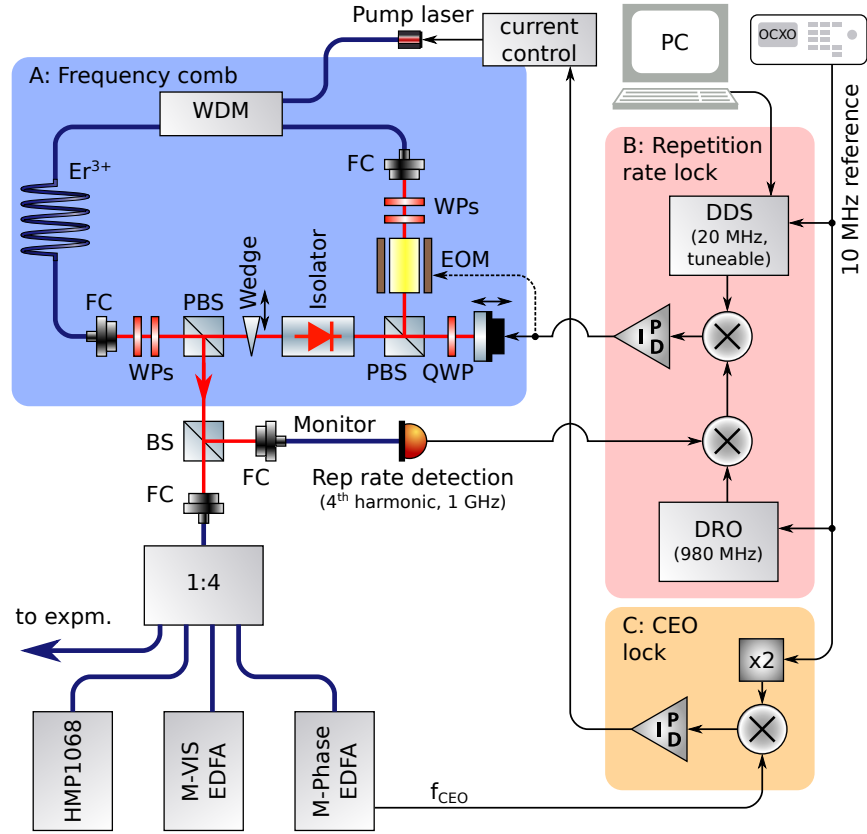 Pump laser
current
control
PC
OCXO
A: Frequency comb
WDM
Er³⁺
FC
WPs
EOM
Isolator
Wedge
PBS
FC
WPs
PBS
QWP
B: Repetition
rate lock
DDS
(20 MHz,
tuneable)
10 MHz reference
I P D
BS
FC
Monitor
Rep rate detection
(4ᵗʰ harmonic, 1 GHz)
FC
DRO
(980 MHz)
1:4
to expm.
C: CEO
lock
x2
I P D
HMP1068
M-VIS
EDFA
M-Phase
EDFA
f_CEO